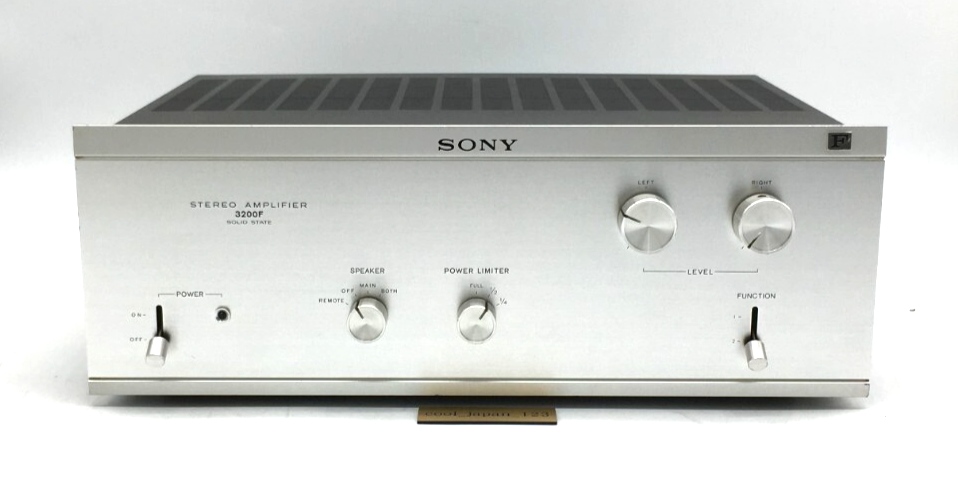 SONY
F
STEREO AMPLIFIER
3200F
SOLID STATE
LEFT
RIGHT
LEVEL
SPEAKER
REMOTE
OFF
MAIN
BOTH
POWER LIMITER
FULL
1/2
1/4
POWER
ON
OFF
FUNCTION
1
2
cool_japan_123